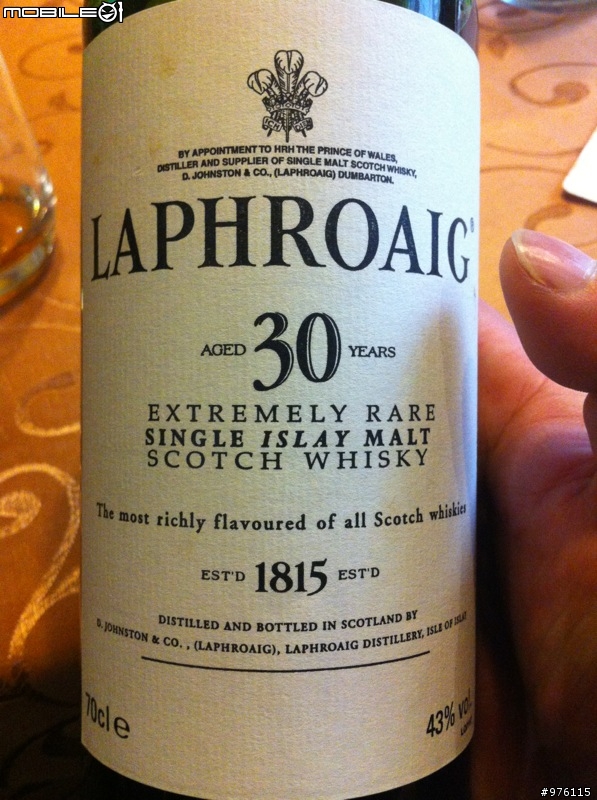 MOBILE01
BY APPOINTMENT TO HRH THE PRINCE OF WALES,
DISTILLER AND SUPPLIER OF SINGLE MALT SCOTCH WHISKY,
D. JOHNSTON & CO., (LAPHROAIG) DUMBARTON.
LAPHROAIG®
AGED 30 YEARS
EXTREMELY RARE
SINGLE ISLAY MALT
SCOTCH WHISKY
The most richly flavoured of all Scotch whiskies
EST'D 1815 EST'D
DISTILLED AND BOTTLED IN SCOTLAND BY
D. JOHNSTON & CO., (LAPHROAIG), LAPHROAIG DISTILLERY, ISLE OF ISLAY
70cl e
43% vol.
#976115